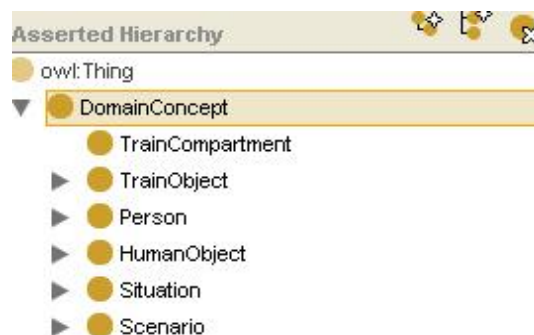 Asserted Hierarchy
owl:Thing
DomainConcept
TrainCompartment
TrainObject
Person
HumanObject
Situation
Scenario